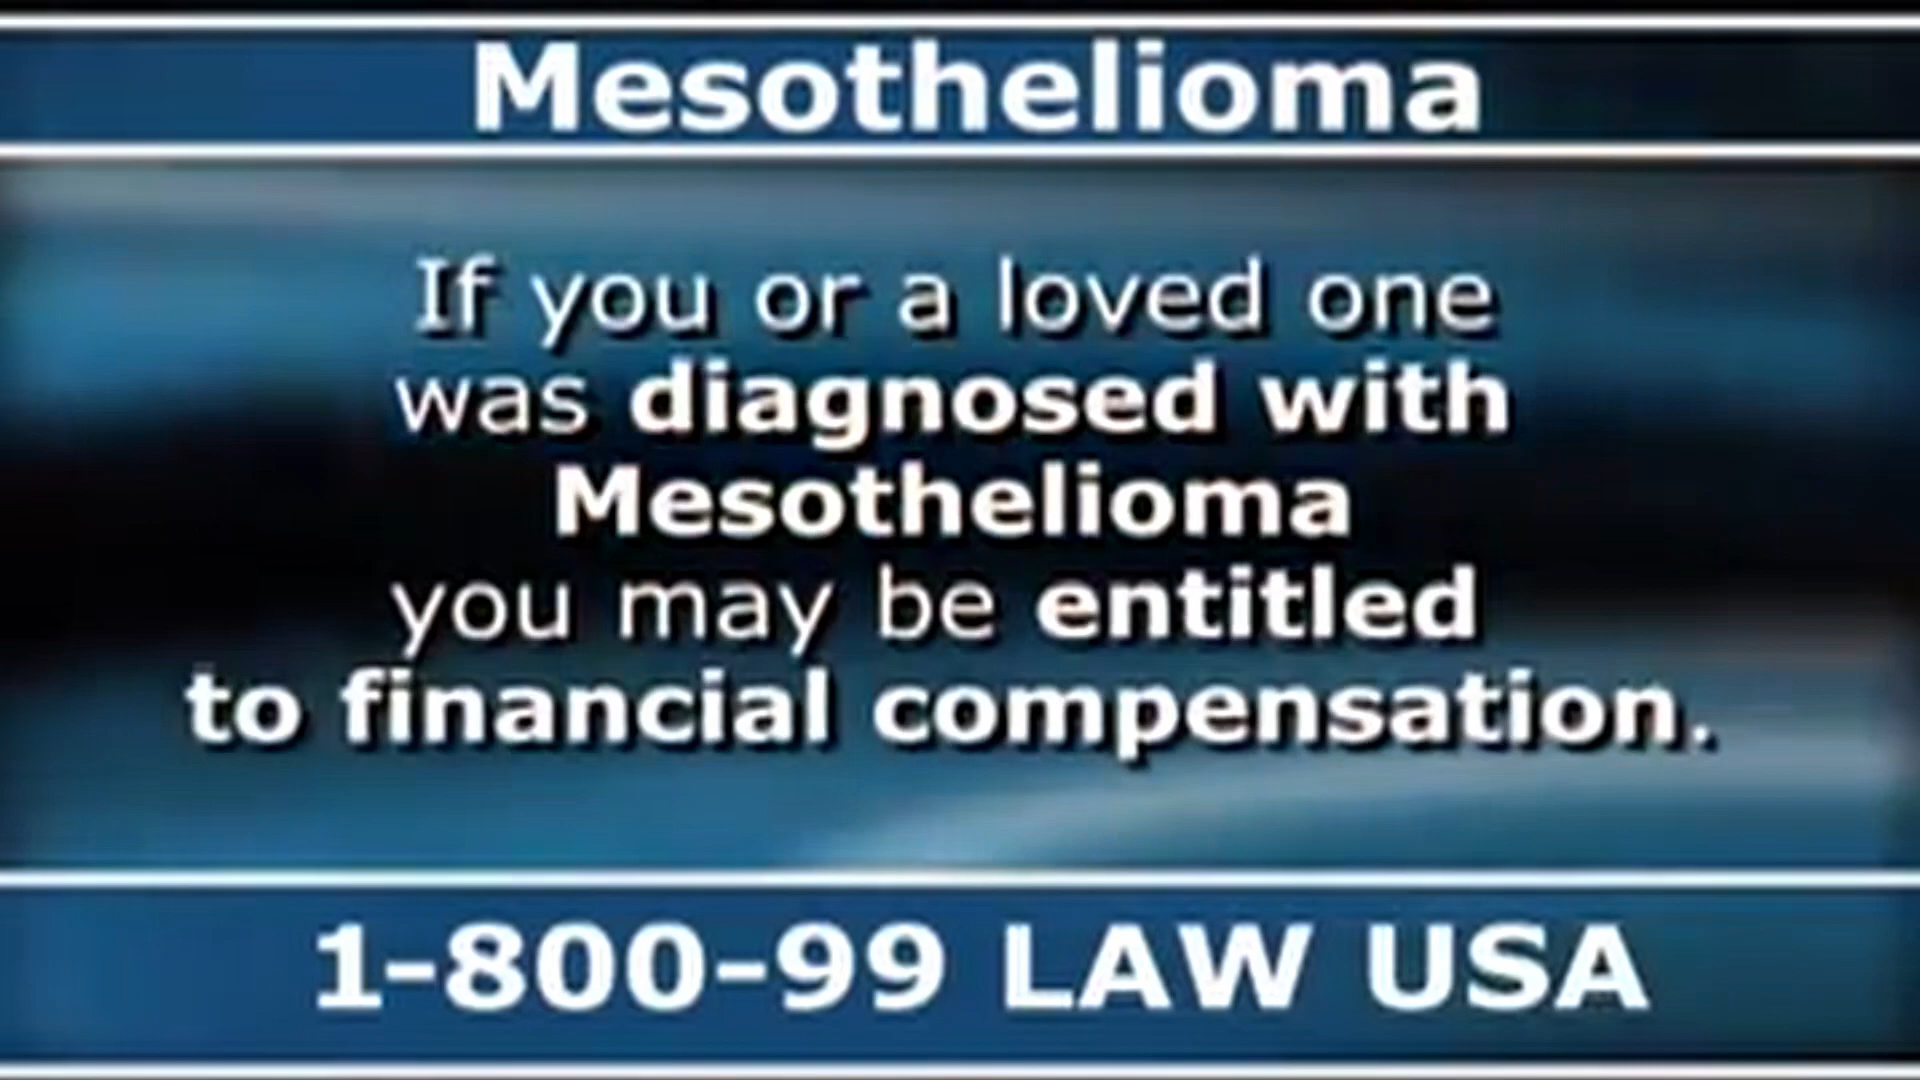 Mesothelioma
If you or a loved one
was diagnosed with
Mesothelioma
you may be entitled
to financial compensation.
1-800-99 LAW USA